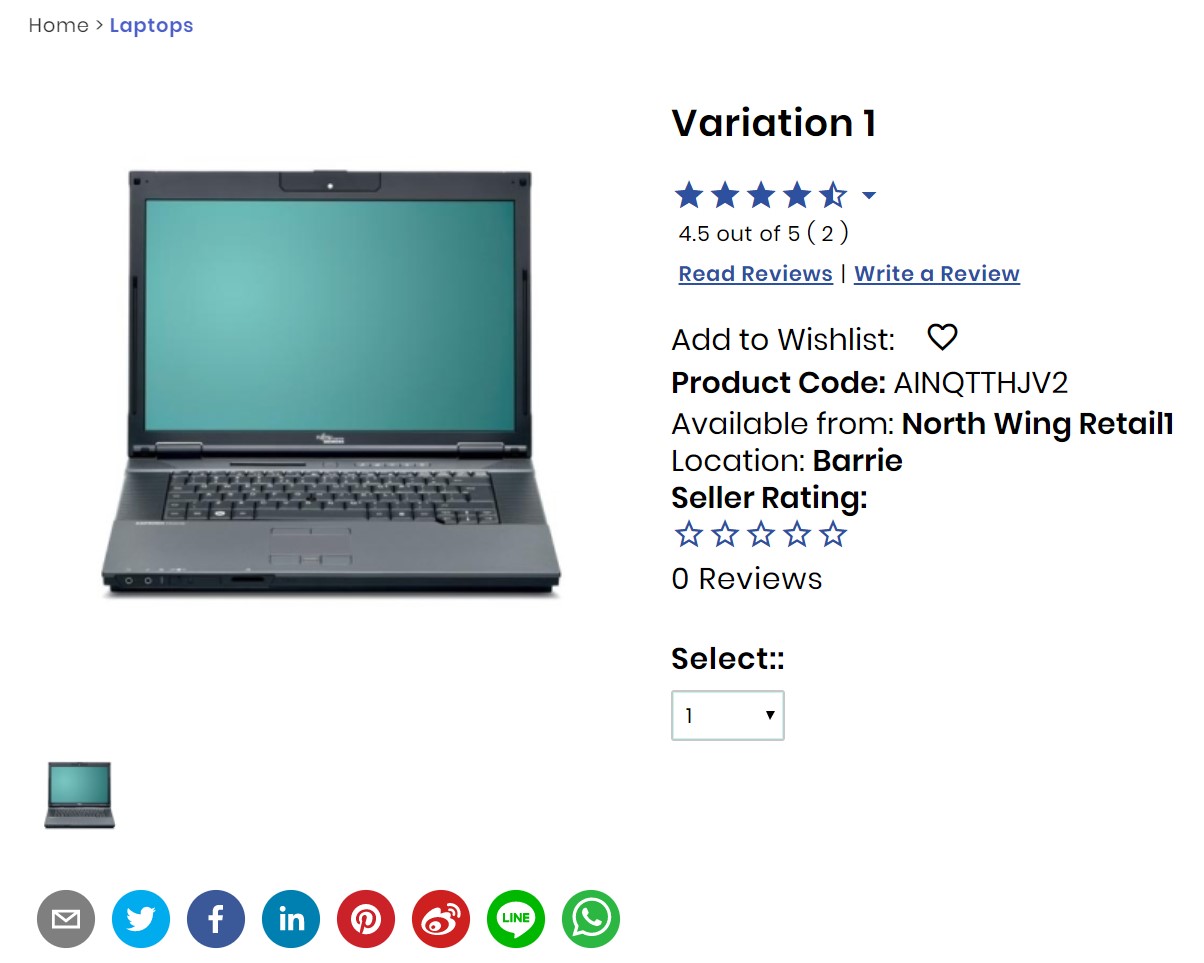 Home > Laptops
Variation 1
4.5 out of 5 ( 2 )
Read Reviews | Write a Review
Add to Wishlist:
Product Code: AINQTTHJV2
Available from: North Wing Retail1
Location: Barrie
Seller Rating:
0 Reviews
Select::
1
LINE